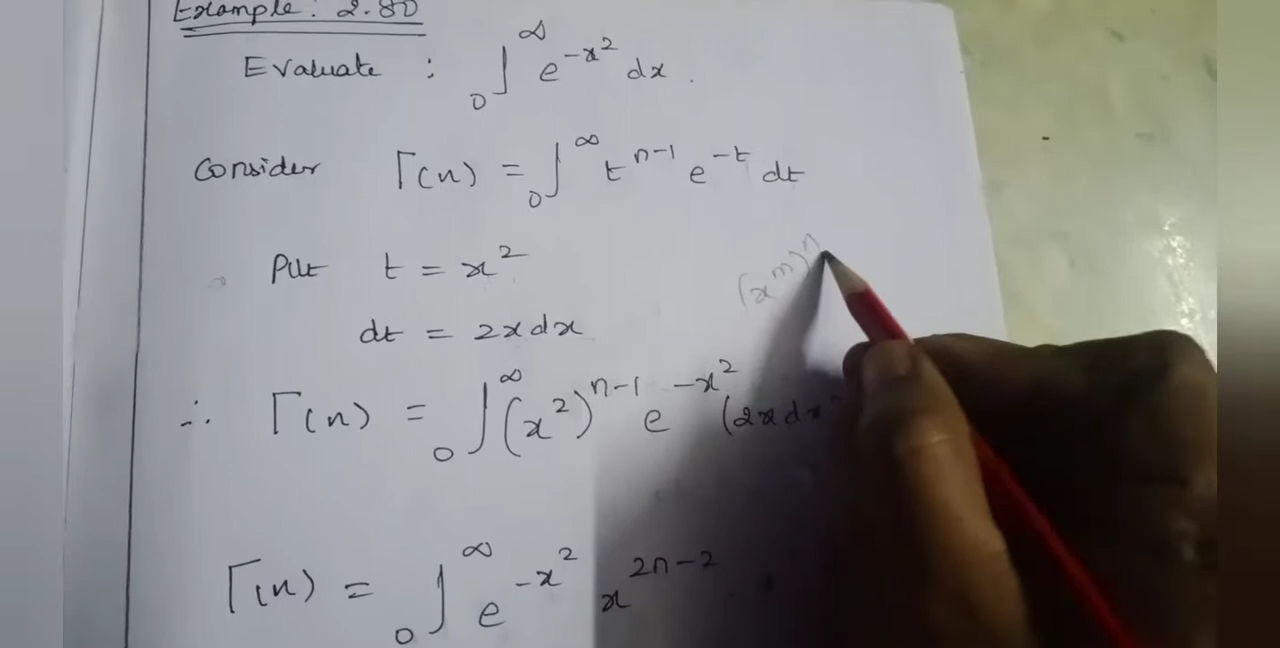 Example: 2.80
Evaluate : ₀∫^∞ e^{-x²} dx.
Consider Γ(n) = ₀∫^∞ t^{n-1} e^{-t} dt
Put t = x²
(x^m)^n
dt = 2x dx
∴ Γ(n) = ₀∫^∞ (x²)^{n-1} e^{-x²} (2x dx
Γ(n) = ₀∫^∞ e^{-x²} x^{2n-2}